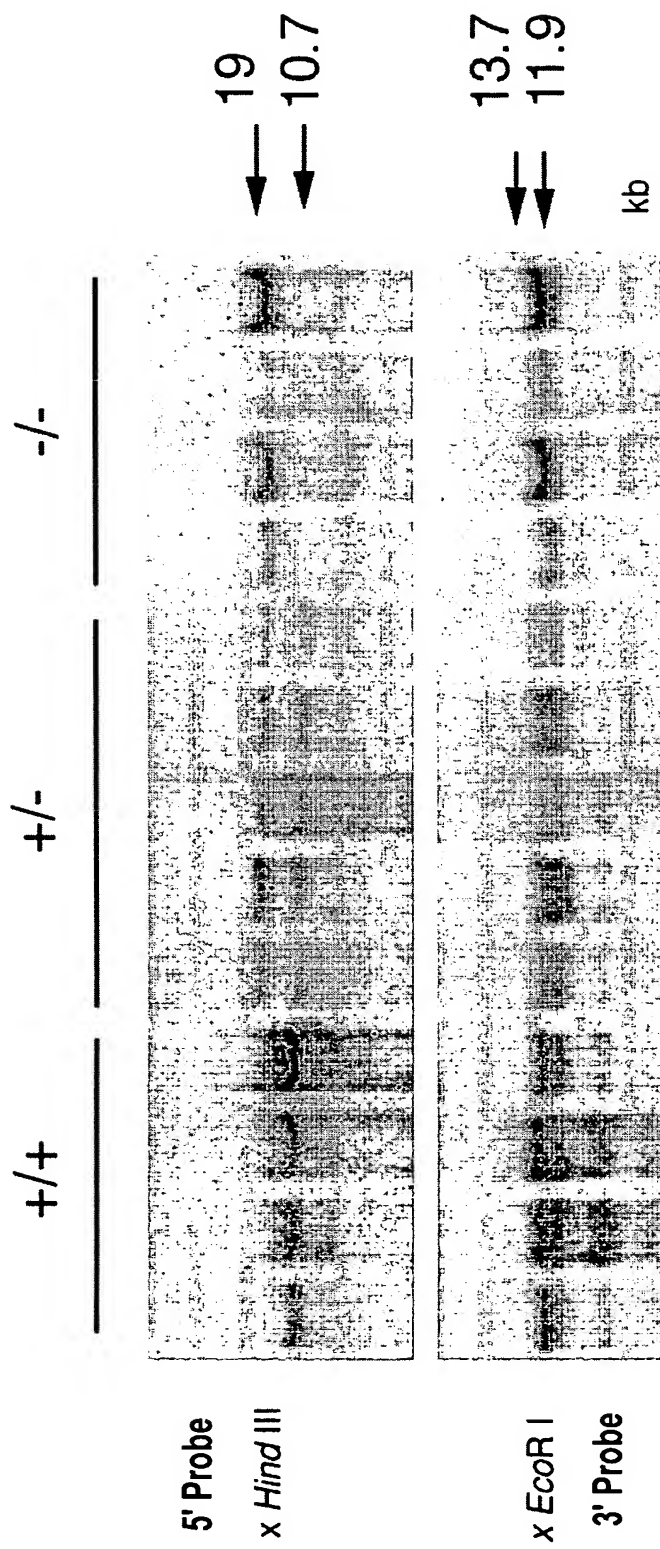 +/+
+/-
-/-
5' Probe
x Hind III
19
10.7
x EcoR I
3' Probe
13.7
11.9
kb